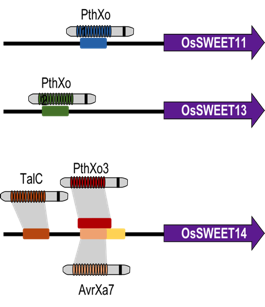 PthXo
OsSWEET11
PthXo
OsSWEET13
TalC
PthXo3
OsSWEET14
AvrXa7